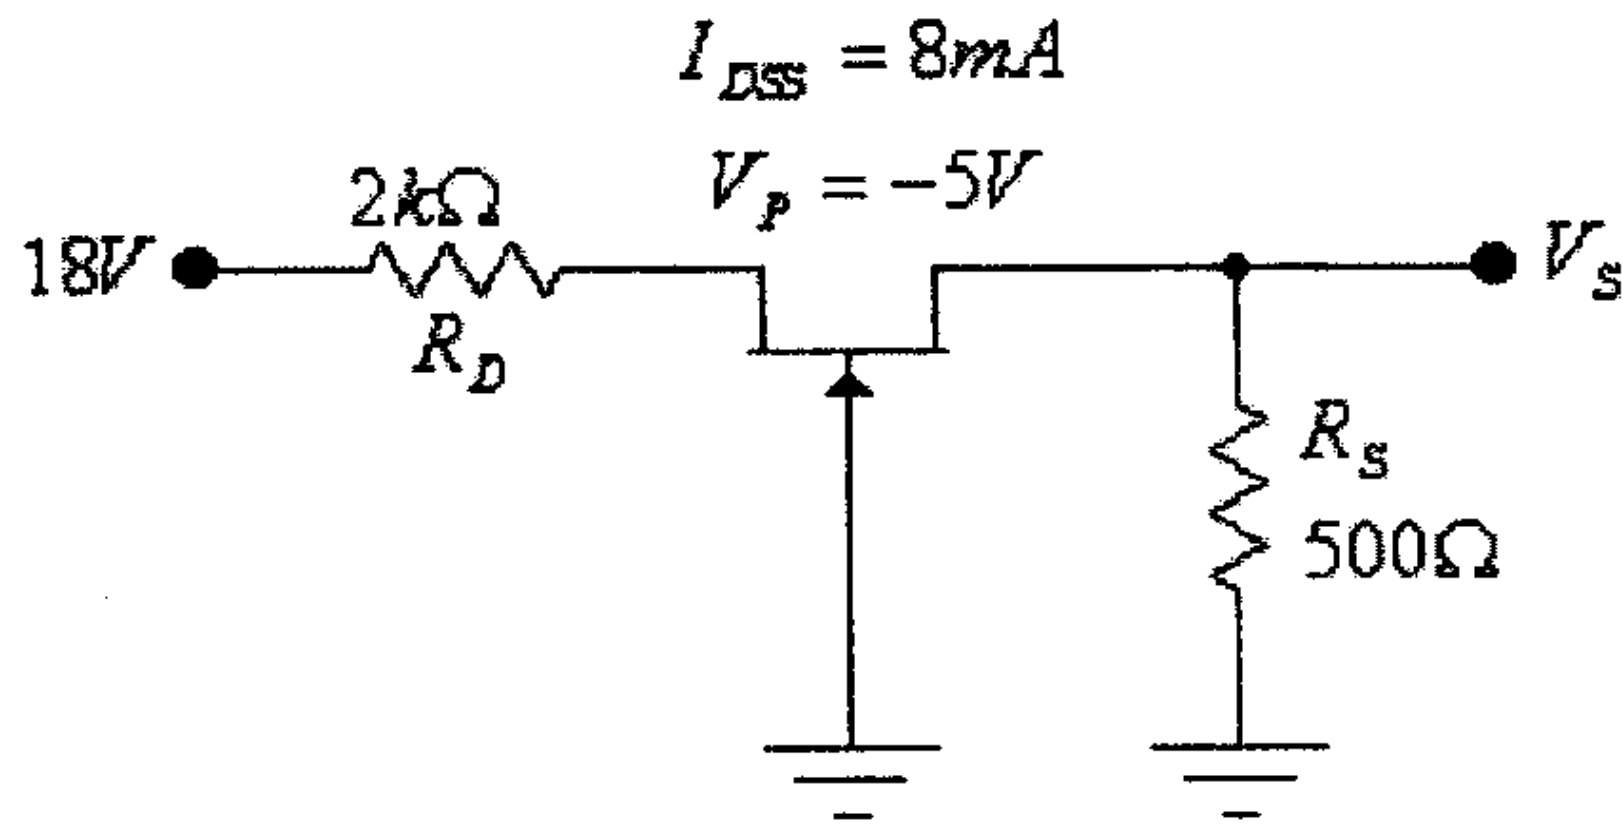 I_DSS = 8mA
V_P = -5V
2kΩ
18V
R_D
V_S
R_S
500Ω